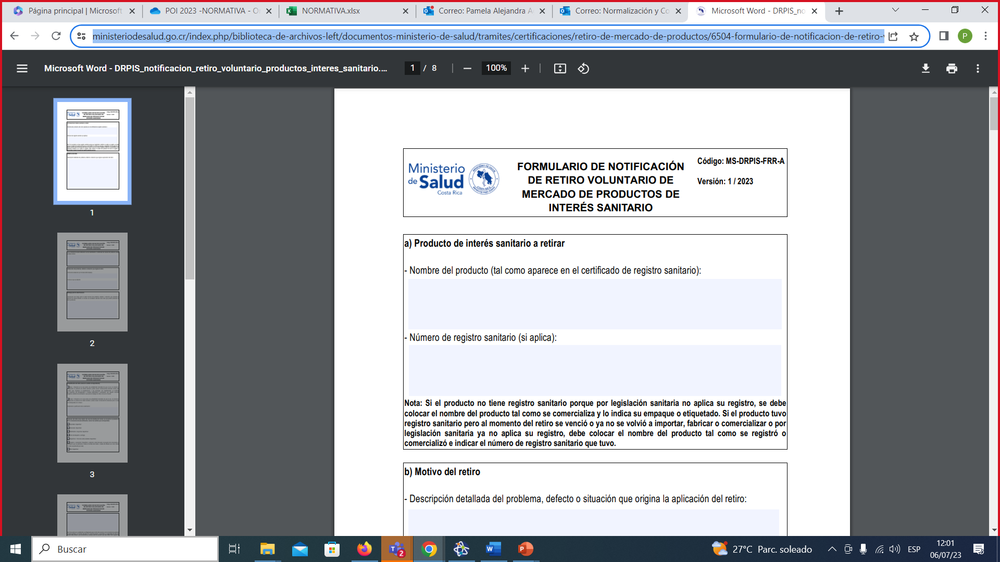 Página principal | Microsoft
POI 2023 -NORMATIVA - O
NORMATIVA.xlsx
Correo: Pamela Alejandra A
Correo: Normalización y Co
Microsoft Word - DRPIS_no
ministeriodesalud.go.cr/index.php/biblioteca-de-archivos-left/documentos-ministerio-de-salud/tramites/certificaciones/retiro-de-mercado-de-productos/6504-formulario-de-notificacion-de-retiro-
P
Microsoft Word - DRPIS_notificacion_retiro_voluntario_productos_interes_sanitario....
1 / 8
100%
1
2
3
Ministerio
de Salud
Costa Rica
FORMULARIO DE NOTIFICACIÓN
DE RETIRO VOLUNTARIO DE
MERCADO DE PRODUCTOS DE
INTERÉS SANITARIO
Código: MS-DRPIS-FRR-A
Versión: 1 / 2023
a) Producto de interés sanitario a retirar
- Nombre del producto (tal como aparece en el certificado de registro sanitario):
- Número de registro sanitario (si aplica):
Nota: Si el producto no tiene registro sanitario porque por legislación sanitaria no aplica su registro, se debe
colocar el nombre del producto tal como se comercializa y lo indica su empaque o etiquetado. Si el producto tuvo
registro sanitario pero al momento del retiro se venció o ya no se volvió a importar, fabricar o comercializar o por
legislación sanitaria ya no aplica su registro, debe colocar el nombre del producto tal como se registró o
comercializó e indicar el número de registro sanitario que tuvo.
b) Motivo del retiro
- Descripción detallada del problema, defecto o situación que origina la aplicación del retiro:
Buscar
2
27°C Parc. soleado
ESP
12:01
06/07/23